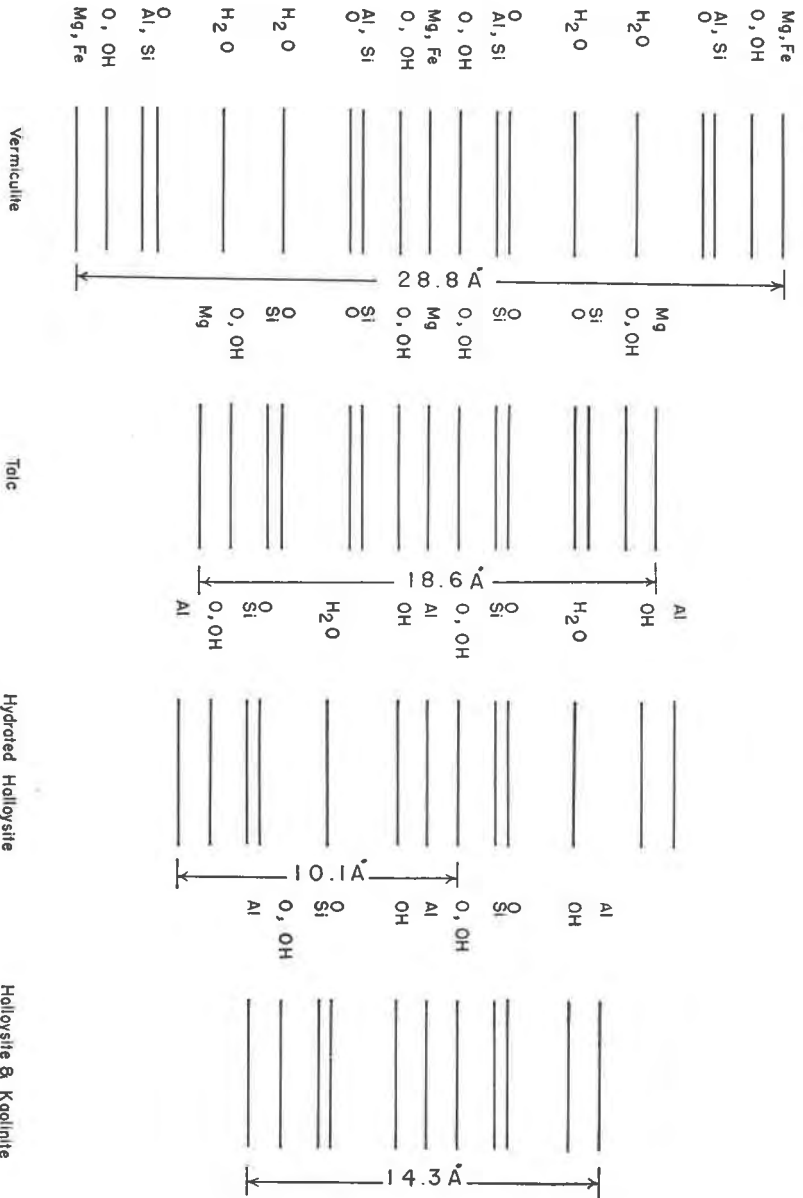 Mg, Fe
O, OH
Al, Si
O
H2O
H2O
O
Al, Si
O, OH
Mg, Fe
O, OH
Al, Si
O
H2O
H2O
O
Al, Si
O, OH
Mg, Fe
28.8 Å
Vermiculite
Mg
O, OH
Si
O
O
Si
O, OH
Mg
O, OH
Si
O
O
Si
O, OH
Mg
18.6 Å
Talc
Al
OH
H2O
O
Si
O, OH
Al
OH
H2O
O
Si
O, OH
Al
10.1 Å
Hydrated Halloysite
Al
OH
O
Si
O, OH
Al
OH
O
Si
O, OH
Al
14.3 Å
Halloysite & Kaolinite